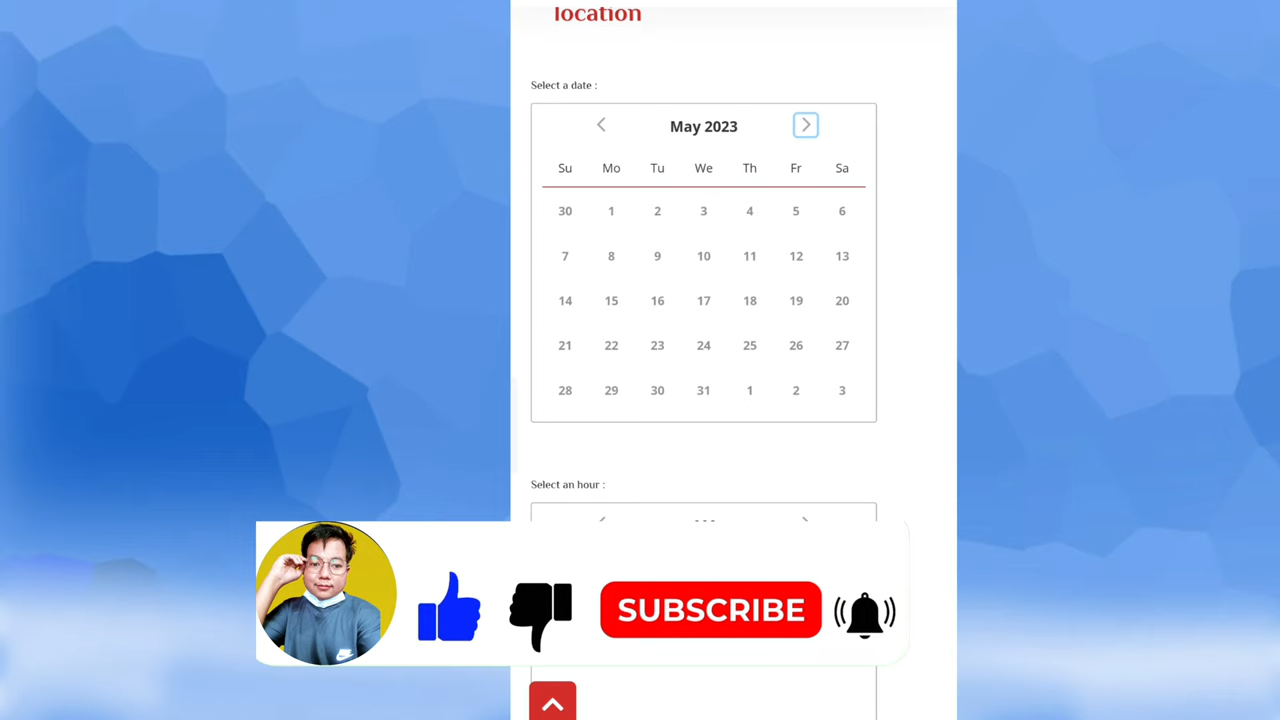 location
Select a date :
May 2023
Su Mo Tu We Th Fr Sa
30 1 2 3 4 5 6
7 8 9 10 11 12 13
14 15 16 17 18 19 20
21 22 23 24 25 26 27
28 29 30 31 1 2 3
Select an hour :
SUBSCRIBE